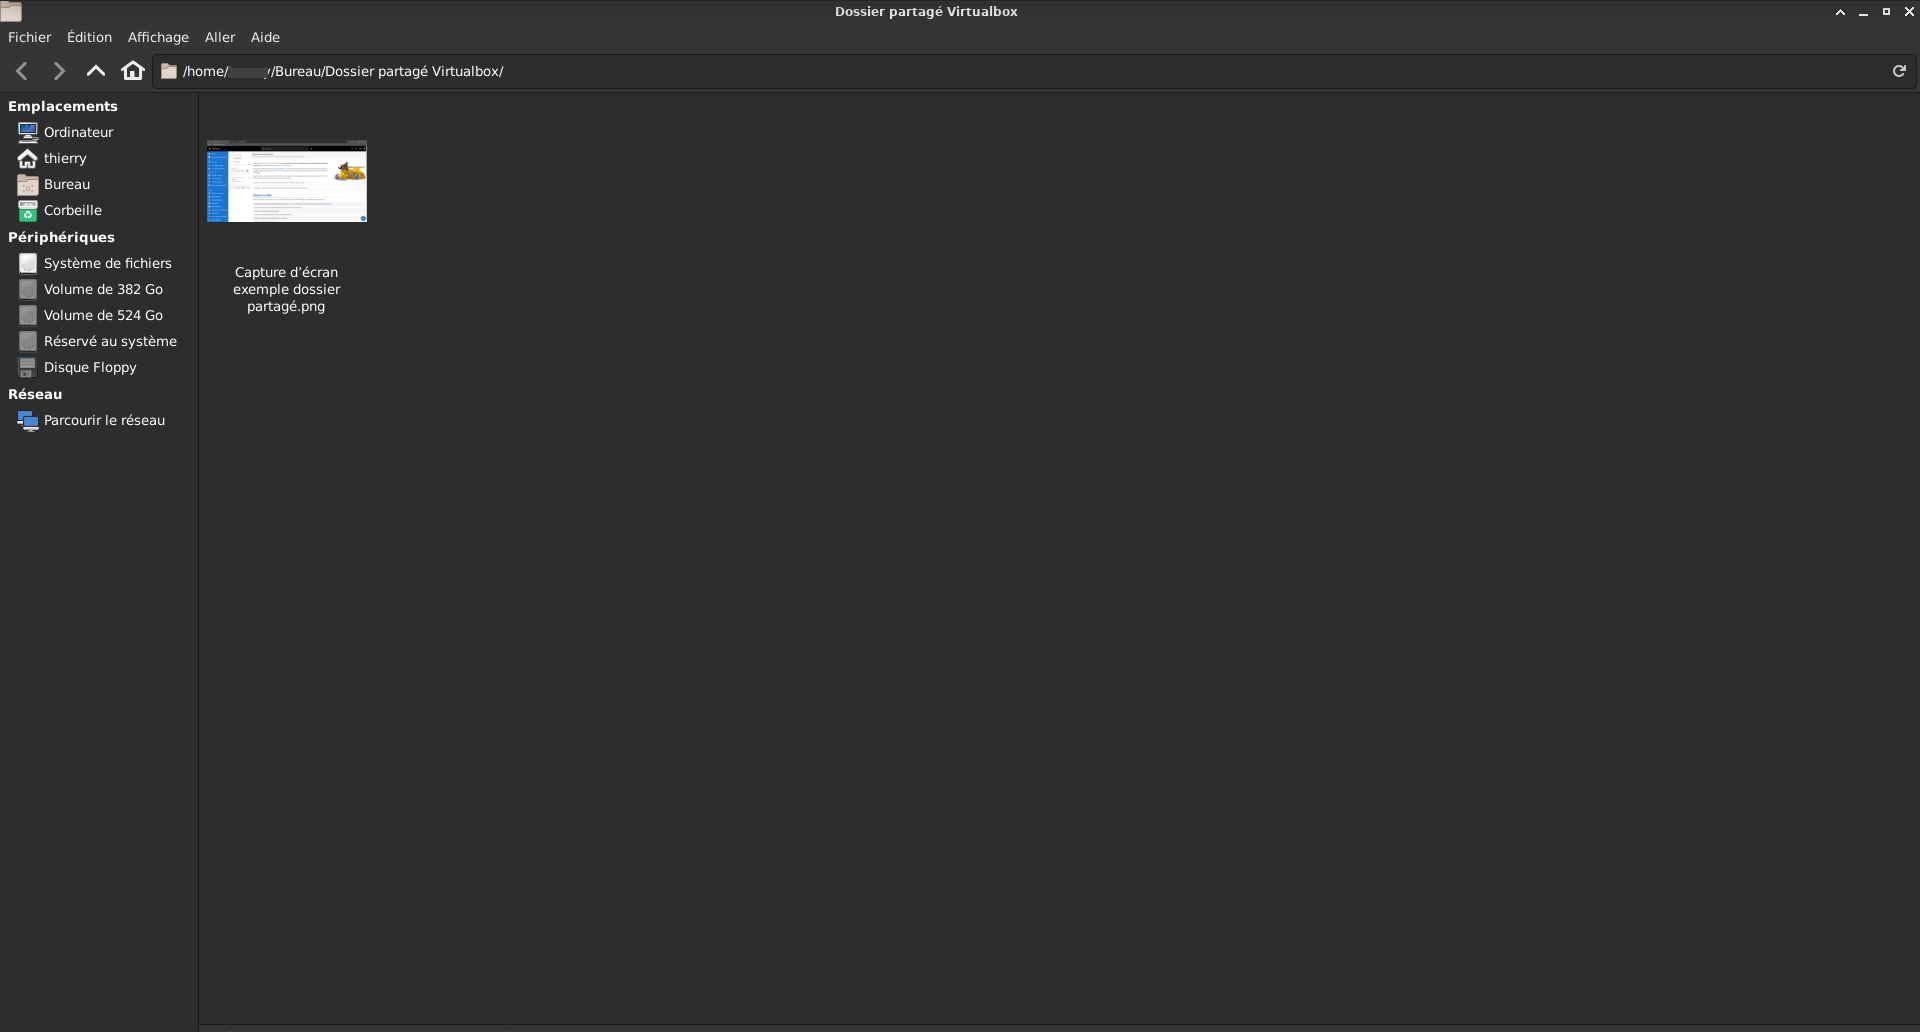 Dossier partagé Virtualbox
Fichier Édition Affichage Aller Aide
/home/ y/Bureau/Dossier partagé Virtualbox/
Emplacements
Ordinateur
thierry
Bureau
Corbeille
Périphériques
Système de fichiers
Volume de 382 Go
Volume de 524 Go
Réservé au système
Disque Floppy
Réseau
Parcourir le réseau
Capture d’écran
exemple dossier
partagé.png